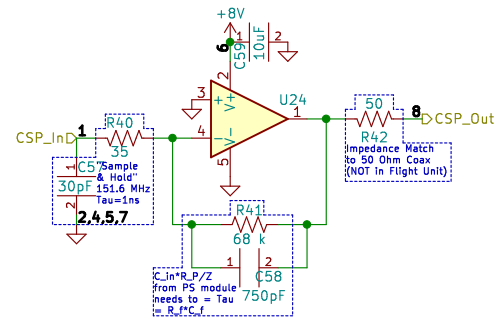 +8V
6
1
2
C59
10uF
2
3
+
V+
U24
1
4
-
V-
5
1
CSP_In
R40
35
C57
1
30pF
2
"Sample
& Hold"
151.6 MHz
Tau=1ns
2,4,5,7
50
R42
8
CSP_Out
Impedance Match
to 50 Ohm Coax
(NOT in Flight Unit)
R41
68 k
1
2
C58
750pF
C_in*R_P/Z
from PS module
needs to = Tau
= R_f*C_f